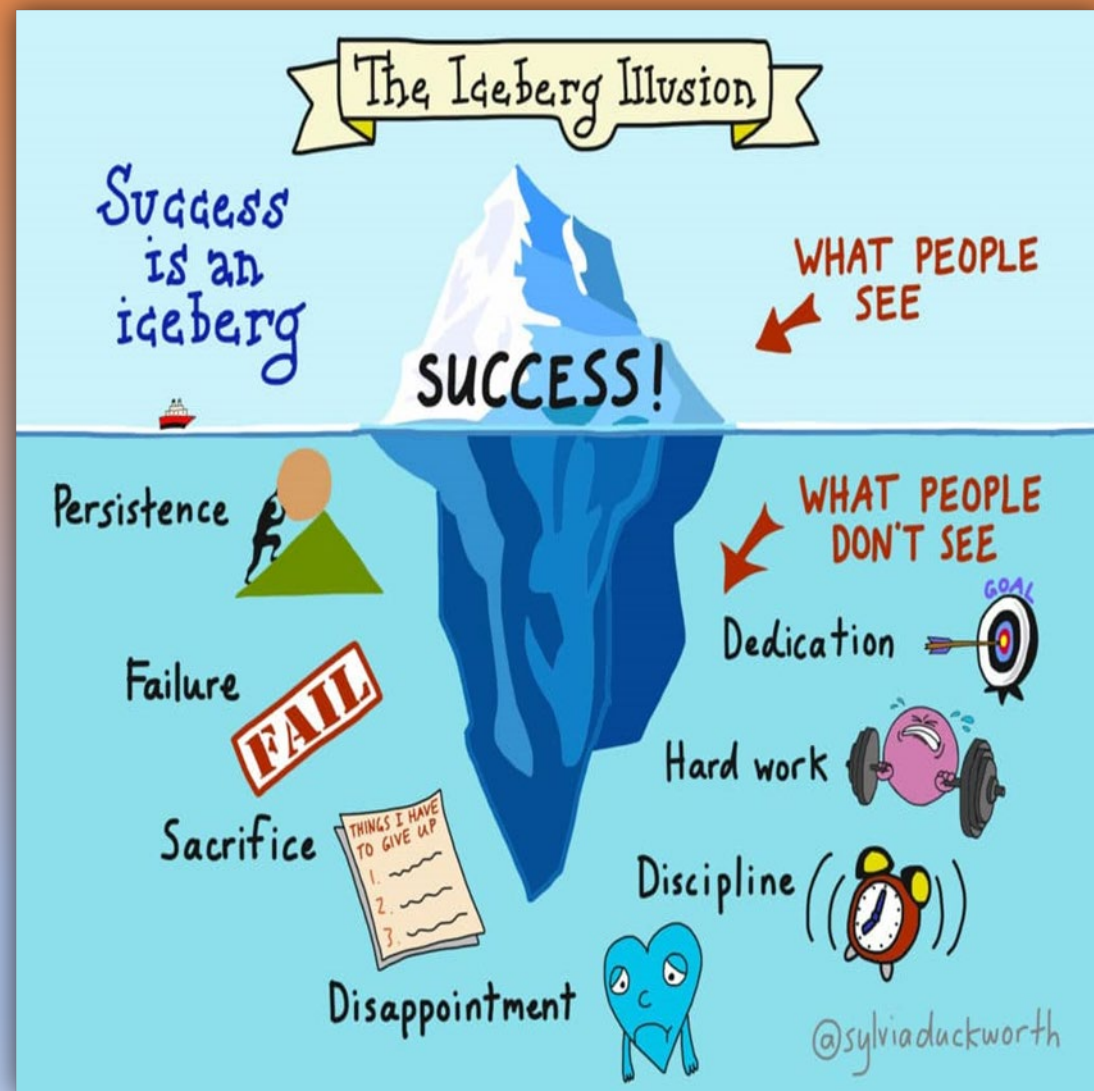 The Iceberg Illusion
Success
is an
iceberg
WHAT PEOPLE
SEE
SUCCESS!
WHAT PEOPLE
DON'T SEE
Persistence
GOAL
Dedication
Failure
FAIL
Hard work
Sacrifice
THINGS I HAVE
TO GIVE UP
1.
2.
3.
Discipline
Disappointment
@sylviaduckworth